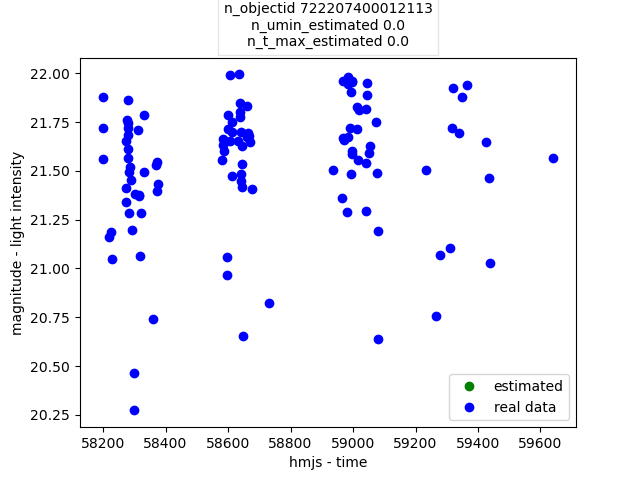 n_objectid 722207400012113
n_umin_estimated 0.0
n_t_max_estimated 0.0
magnitude - light intensity
22.00
21.75
21.50
21.25
21.00
20.75
20.50
20.25
estimated
real data
58200 58400 58600 58800 59000 59200 59400 59600
hmjs - time